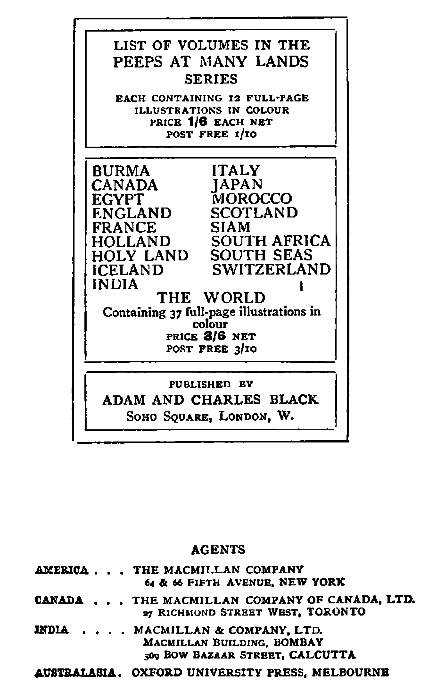 LIST OF VOLUMES IN THE
PEEPS AT MANY LANDS
SERIES
EACH CONTAINING 12 FULL-PAGE
ILLUSTRATIONS IN COLOUR
PRICE 1/6 EACH NET
POST FREE 1/10
BURMA ITALY
CANADA JAPAN
EGYPT MOROCCO
ENGLAND SCOTLAND
FRANCE SIAM
HOLLAND SOUTH AFRICA
HOLY LAND SOUTH SEAS
ICELAND SWITZERLAND
INDIA
THE WORLD
Containing 37 full-page illustrations in
colour
PRICE 3/6 NET
POST FREE 3/10
PUBLISHED BY
ADAM AND CHARLES BLACK
SOHO SQUARE, LONDON, W.
AGENTS
AMERICA . . . THE MACMILLAN COMPANY
64 & 66 FIFTH AVENUE, NEW YORK
CANADA . . . THE MACMILLAN COMPANY OF CANADA, LTD.
27 RICHMOND STREET WEST, TORONTO
INDIA . . . . MACMILLAN & COMPANY, LTD.
MACMILLAN BUILDING, BOMBAY
309 BOW BAZAAR STREET, CALCUTTA
AUSTRALASIA. OXFORD UNIVERSITY PRESS, MELBOURNE